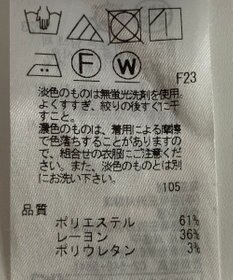 F W
F23
淡色のものは無蛍光洗剤を使用。
よくすすぎ、絞りの後すぐに干
すこと。
濃色のものは、着用による摩擦
で色落ちすることがありますの
で、組合せの衣服にご注意くだ
さい。また、淡色のものとは別
にお洗い下さい。
105
品質
ポリエステル 61%
レーヨン 36%
ポリウレタン 3%